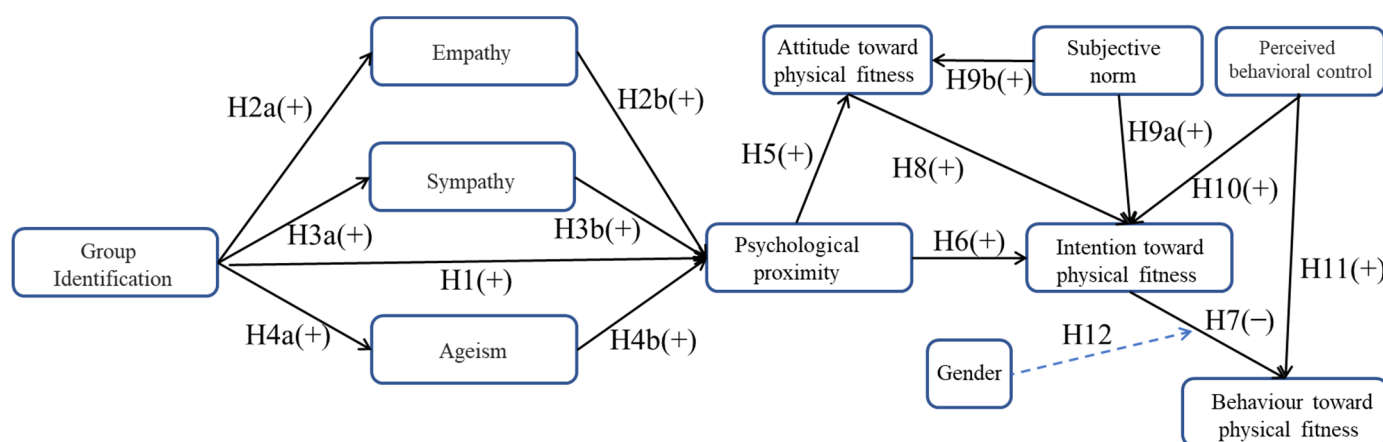 Empathy
Attitude toward
physical fitness
Subjective
norm
Perceived
behavioral control
H9b(+)
H2a(+)
H2b(+)
H9a(+)
H5(+)
H8(+)
H10(+)
Sympathy
H3a(+)
H3b(+)
Group
Identification
H1(+)
Psychological
proximity
H6(+)
Intention toward
physical fitness
H11(+)
H4a(+)
Ageism
H4b(+)
H12
H7(−)
Gender
Behaviour toward
physical fitness